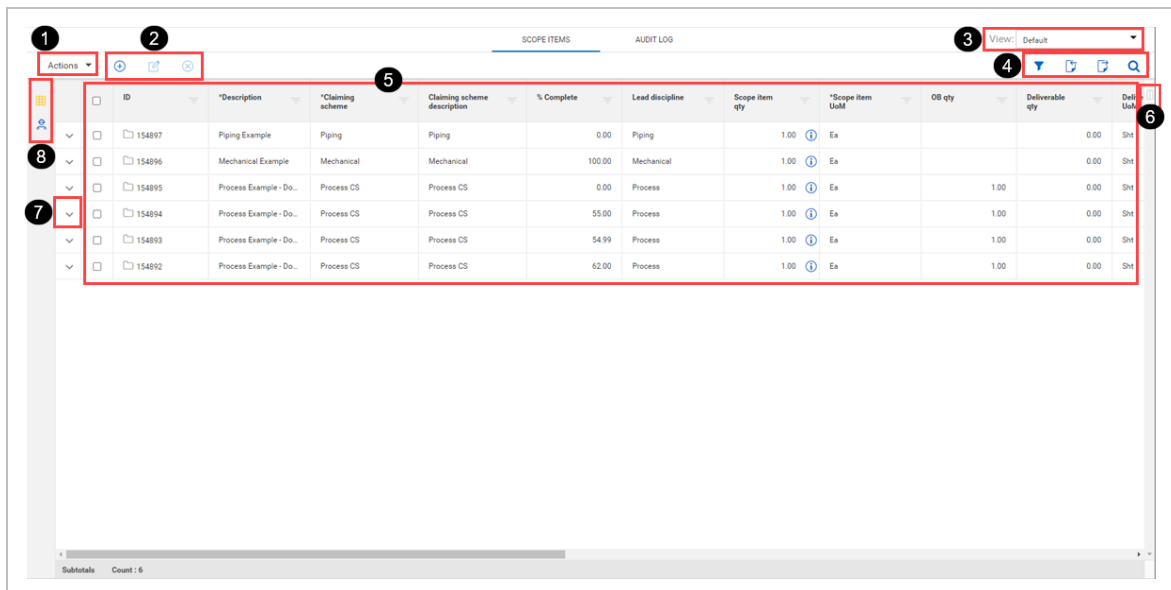 1 2 SCOPE ITEMS AUDIT LOG 3 View: Default
Actions 4
5
ID *Description *Claiming scheme Claiming scheme description % Complete Lead discipline Scope item qty *Scope item UoM OB qty Deliverable qty 6
154897 Piping Example Piping Piping 0.00 Piping 1.00 Ea 0.00 Sht
8
154896 Mechanical Example Mechanical Mechanical 100.00 Mechanical 1.00 Ea 0.00 Sht
154895 Process Example - Do... Process CS Process CS 0.00 Process 1.00 Ea 1.00 0.00 Sht
7 154894 Process Example - Do... Process CS Process CS 55.00 Process 1.00 Ea 1.00 0.00 Sht
154893 Process Example - Do... Process CS Process CS 54.99 Process 1.00 Ea 1.00 0.00 Sht
154892 Process Example - Do... Process CS Process CS 62.00 Process 1.00 Ea 1.00 0.00 Sht
Subtotals Count : 6